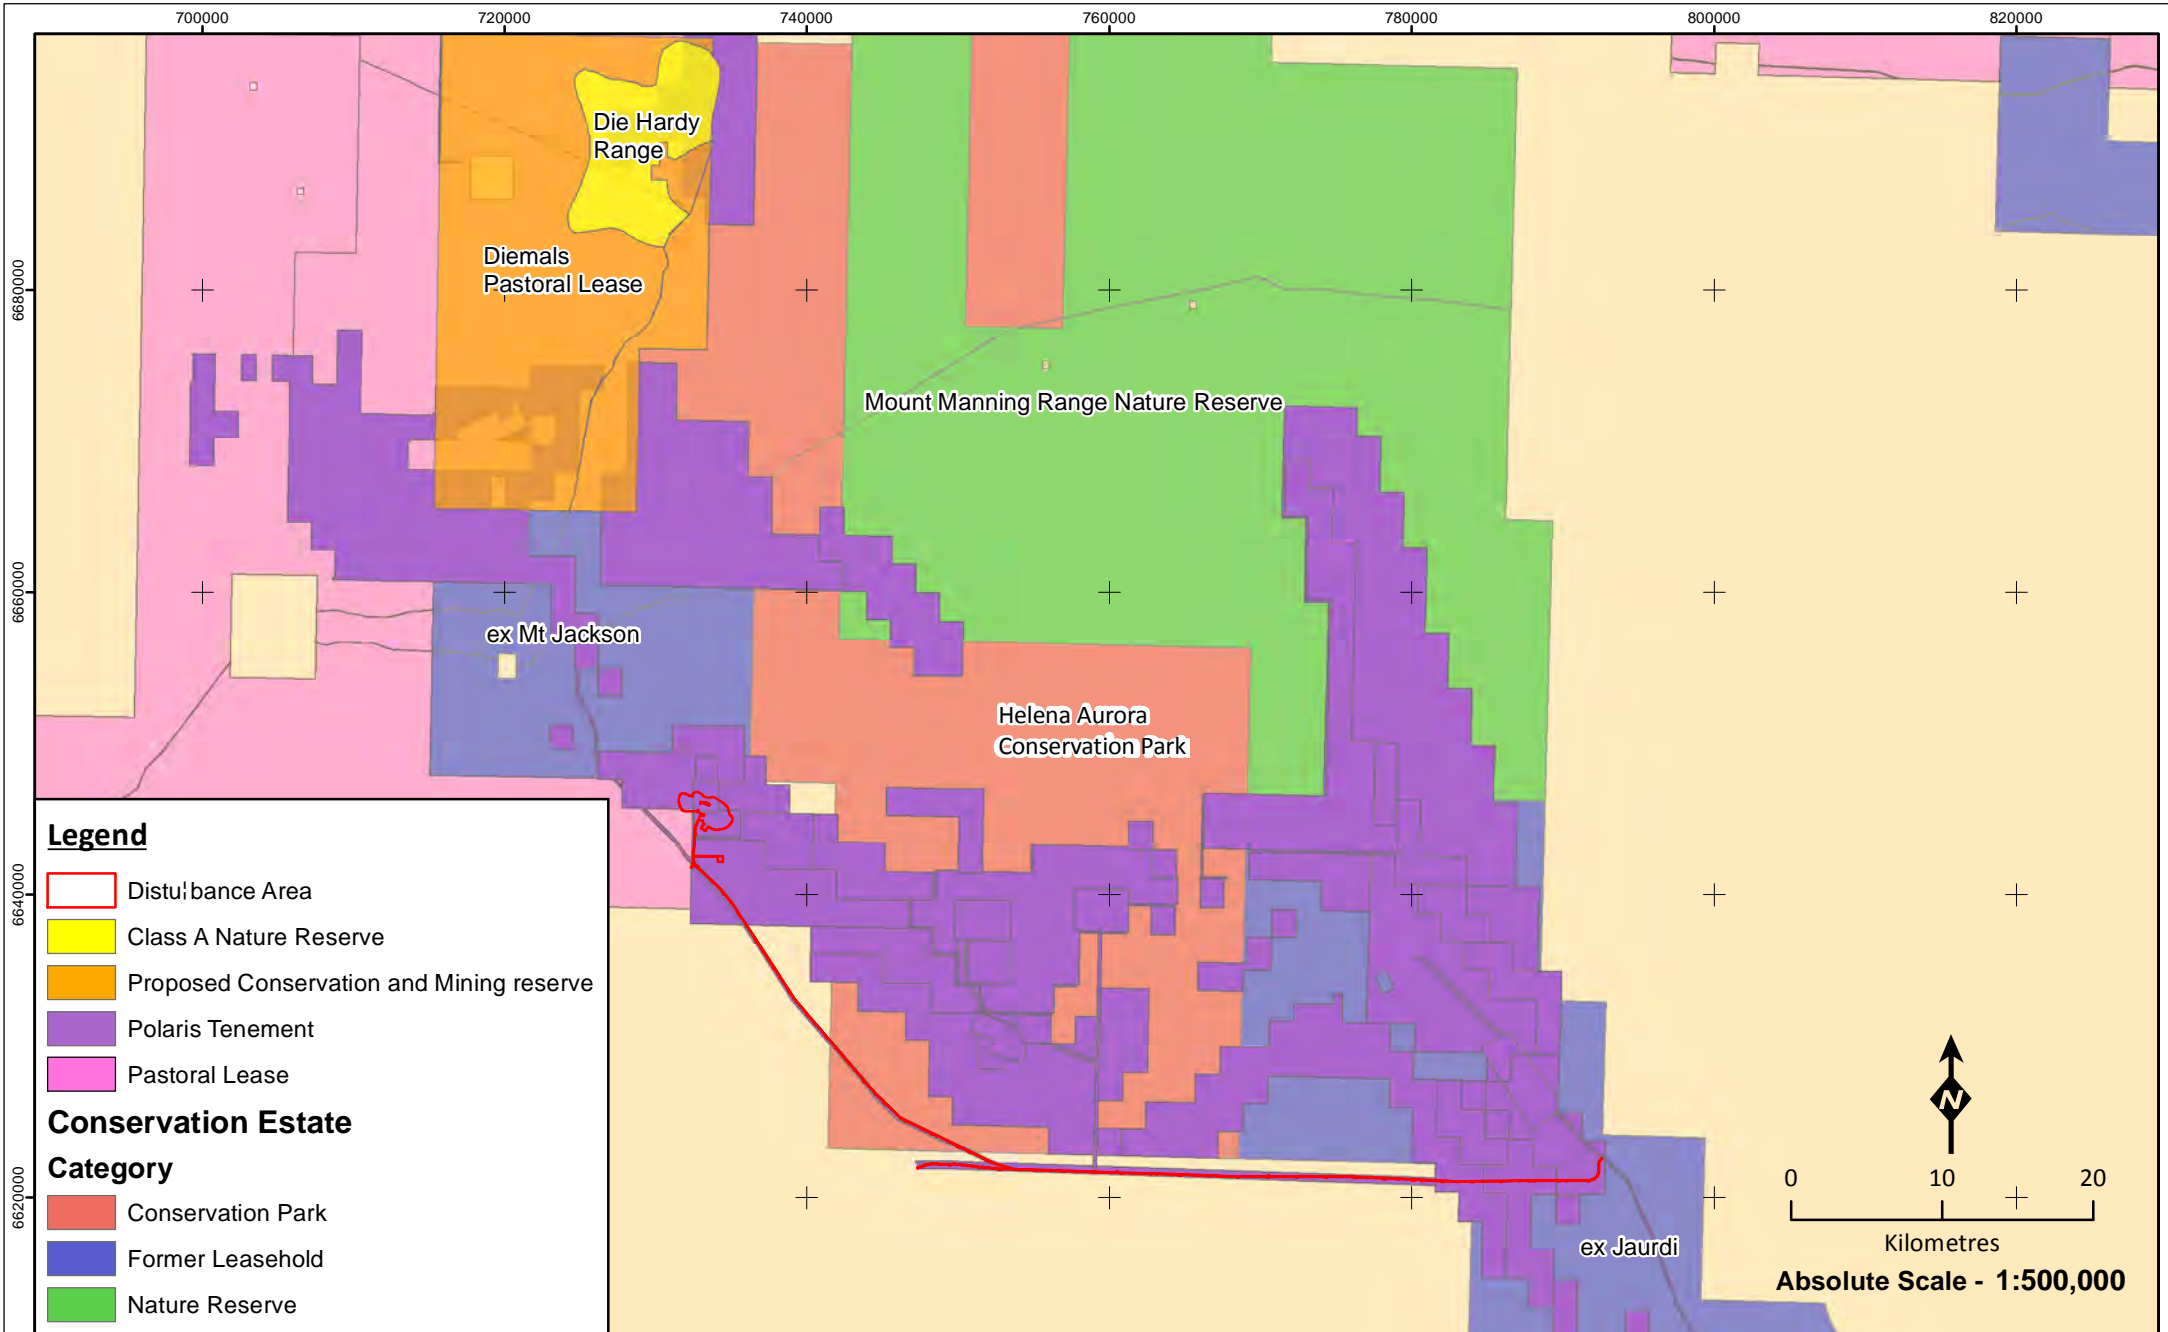 700000 720000 740000 760000 780000 800000 820000
6680000
6660000
6640000
6620000
Die Hardy
Range
Diemals
Pastoral Lease
Mount Manning Range Nature Reserve
ex Mt Jackson
Helena Aurora
Conservation Park
ex Jaurdi
Legend
Distu¦bance Area
Class A Nature Reserve
Proposed Conservation and Mining reserve
Polaris Tenement
Pastoral Lease
Conservation Estate
Category
Conservation Park
Former Leasehold
Nature Reserve
N
0 10 20
Kilometres
Absolute Scale - 1:500,000